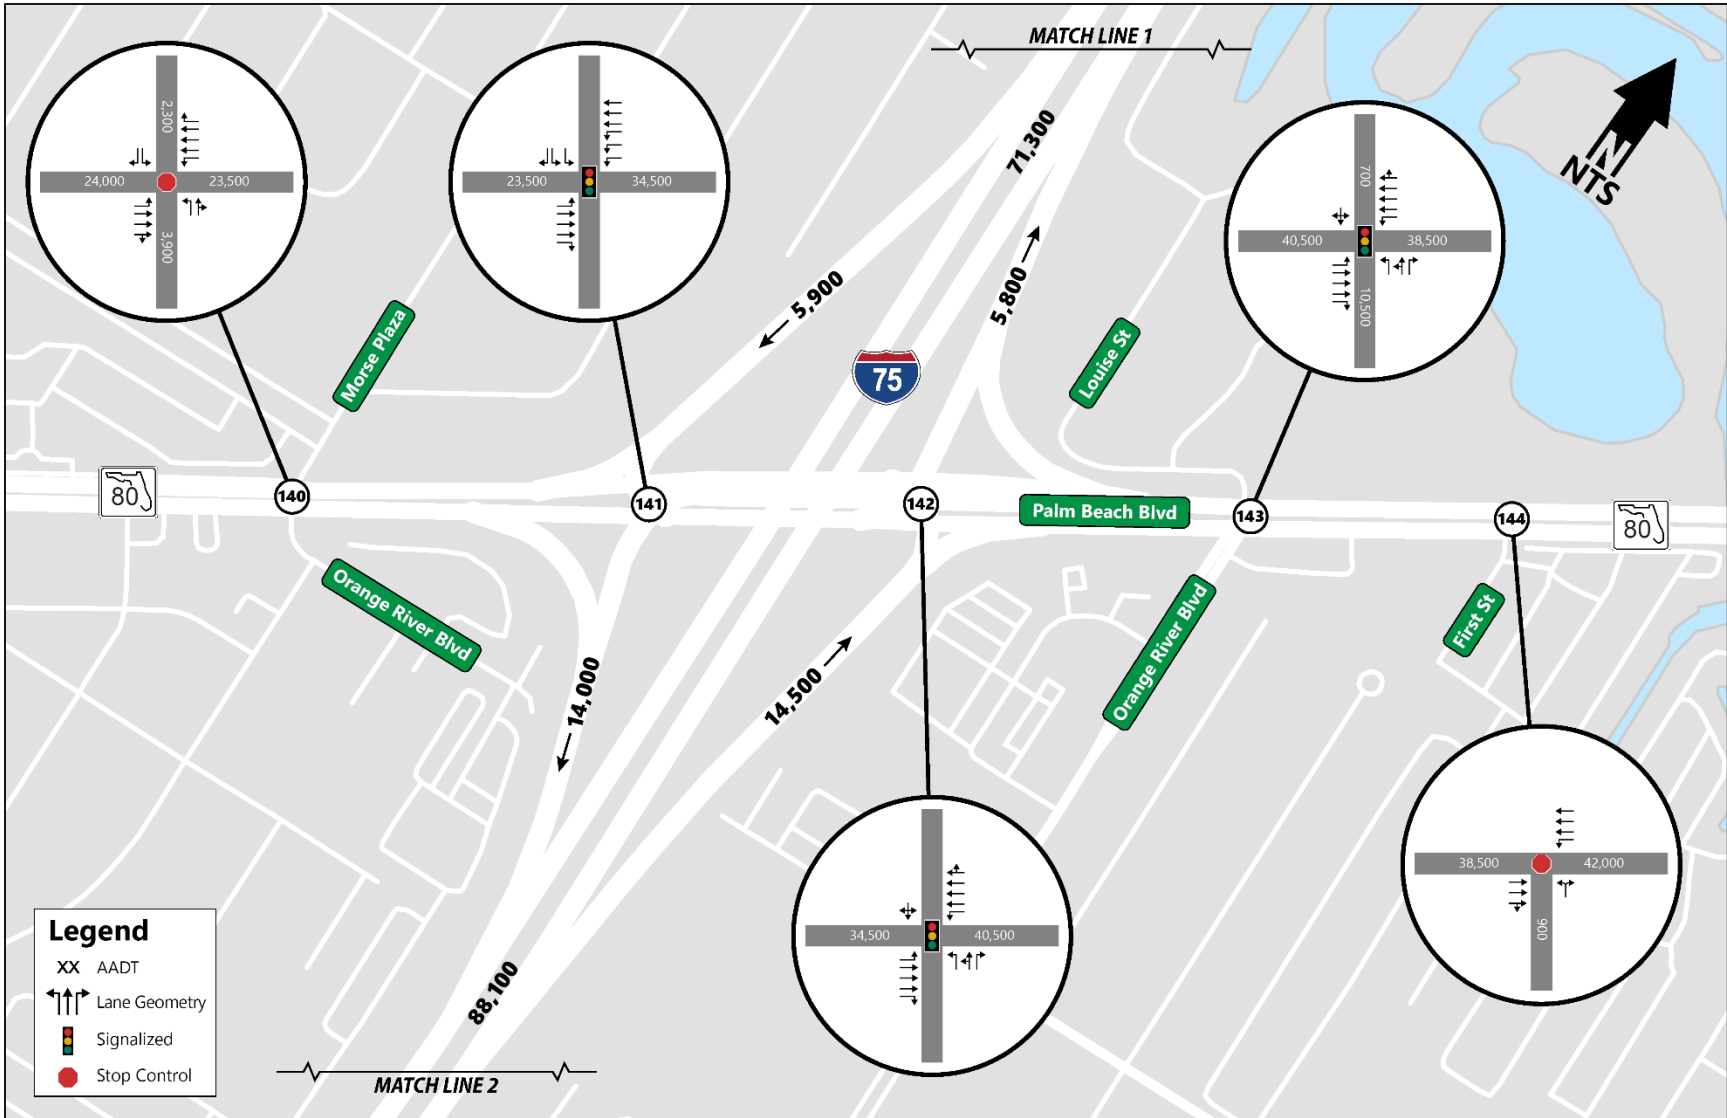 MATCH LINE 1
N
NTS
2,300
24,000
23,500
3,900
23,500
34,500
700
40,500
38,500
10,500
71,300
5,900
5,800
75
Morse Plaza
Louise St
80
140
141
142
Palm Beach Blvd
143
144
80
Orange River Blvd
Orange River Blvd
First St
14,000
14,500
88,100
34,500
40,500
38,500
42,000
900
Legend
XX AADT
Lane Geometry
Signalized
Stop Control
MATCH LINE 2